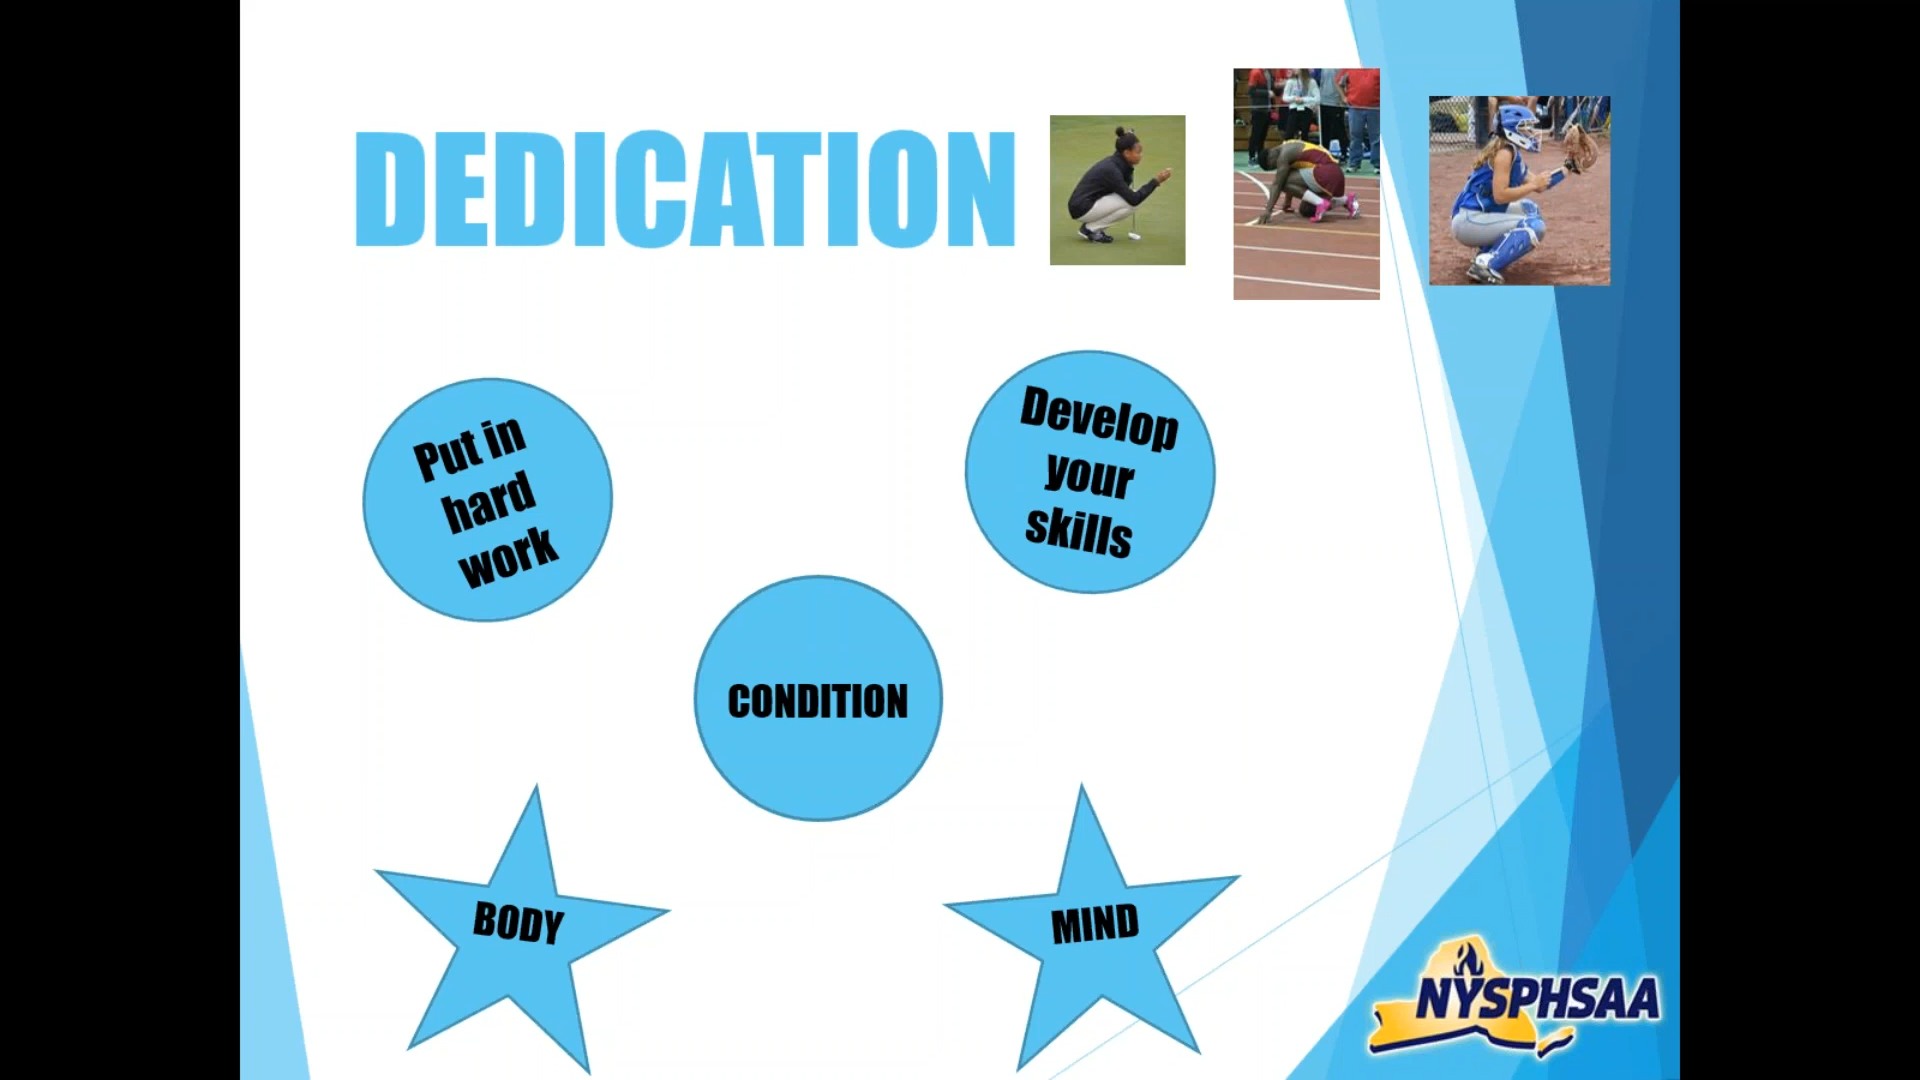 DEDICATION
Put in
hard
work
Develop
your
skills
CONDITION
BODY
MIND
NYSPHSAA